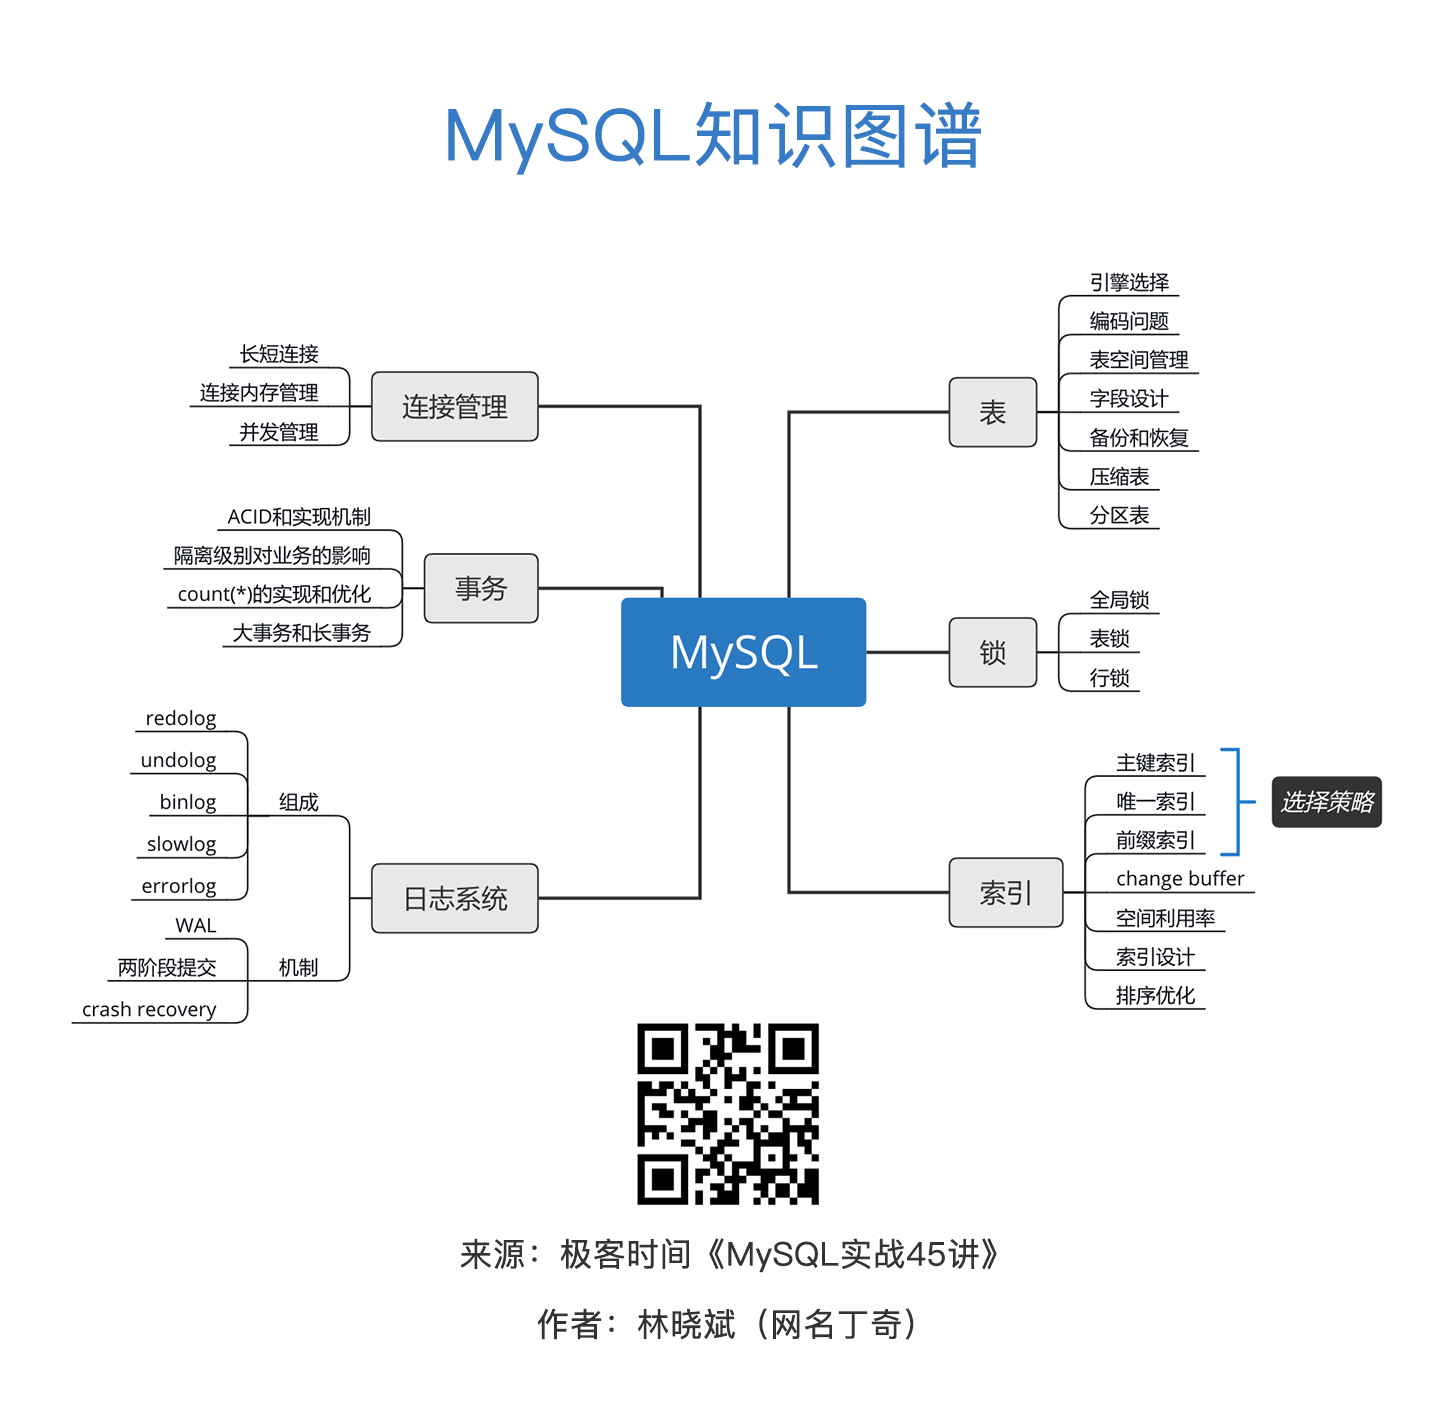 MySQL知识图谱
长短连接
连接内存管理
并发管理
连接管理
ACID和实现机制
隔离级别对业务的影响
count(*)的实现和优化
大事务和长事务
事务
redolog
undolog
binlog
slowlog
errorlog
组成
WAL
两阶段提交
crash recovery
机制
日志系统
MySQL
表
引擎选择
编码问题
表空间管理
字段设计
备份和恢复
压缩表
分区表
锁
全局锁
表锁
行锁
索引
主键索引
唯一索引
前缀索引
选择策略
change buffer
空间利用率
索引设计
排序优化
来源：极客时间《MySQL实战45讲》
作者：林晓斌（网名丁奇）